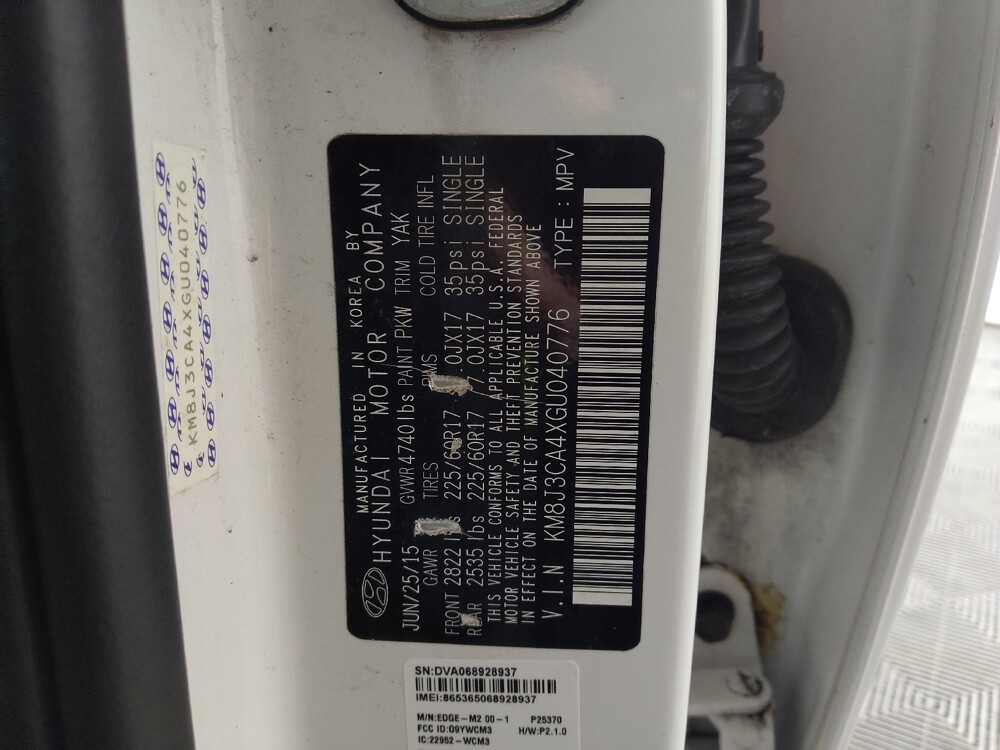 KM8J3CA4XGU040776
MANUFACTURED IN KOREA BY
HYUNDAI MOTOR COMPANY
JUN/25/15 GVWR4740lbs PAINT PKW TRIM YAK
GAWR TIRES RIMS COLD TIRE INFL
FRONT 2822 lbs 225/60R17 7.0JX17 35psi SINGLE
REAR 2535 lbs 225/60R17 /7.0JX17 35psi SINGLE
THIS VEHICLE CONFORMS TO ALL APPLICABLE U.S.A. FEDERAL
MOTOR VEHICLE SAFETY AND THEFT PREVENTION STANDARDS
IN EFFECT ON THE DATE OF MANUFACTURE SHOWN ABOVE
V.I.N KM8J3CA4XGU040776 TYPE : MPV
SN:DVA068928937
IMEI:865365068928937
M/N:EDGE-M2 00-1 P25370
FCC ID:O9YWCM3 H/W:P2.1.0
IC:22952-WCM3